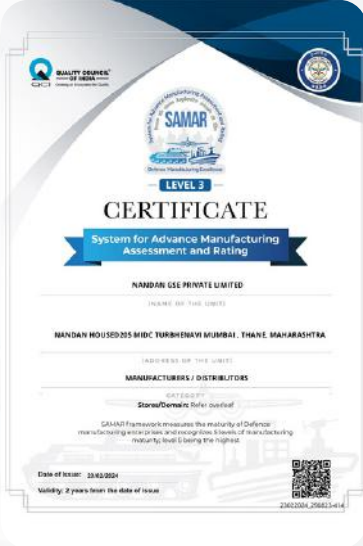 QUALITY COUNCIL
OF INDIA
QCI
SAMAR
Defence Manufacturing Excellence
LEVEL 3
CERTIFICATE
System for Advance Manufacturing
Assessment and Rating
NANDAN GSE PRIVATE LIMITED
(NAME OF THE UNIT)
NANDAN HOUSED205 MIDC TURBHENAVI MUMBAI , THANE, MAHARASHTRA
(ADDRESS OF THE UNIT)
MANUFACTURERS / DISTRIBUTORS
CATEGORY
Stores/Domain: Refer overleaf
SAMAR framework measures the maturity of Defence
manufacturing enterprises and recognizes 5 levels of manufacturing
maturity; level 5 being the highest
Date of issue: 23/02/2024
Validity: 2 years from the date of issue